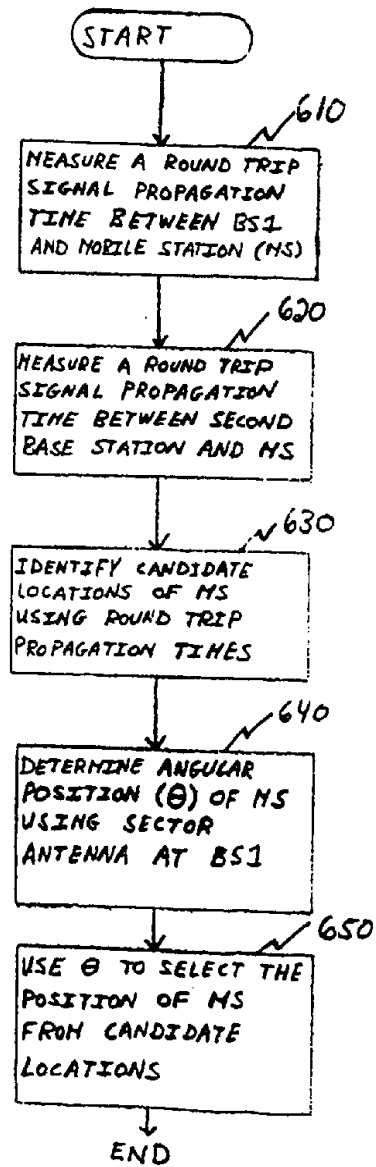 START
610
MEASURE A ROUND TRIP
SIGNAL PROPAGATION
TIME BETWEEN BS1
AND MOBILE STATION (MS)
620
MEASURE A ROUND TRIP
SIGNAL PROPAGATION
TIME BETWEEN SECOND
BASE STATION AND MS
630
IDENTIFY CANDIDATE
LOCATIONS OF MS
USING ROUND TRIP
PROPAGATION TIMES
640
DETERMINE ANGULAR
POSITION (θ) OF MS
USING SECTOR
ANTENNA AT BS1
650
USE θ TO SELECT THE
POSITION OF MS
FROM CANDIDATE
LOCATIONS
END